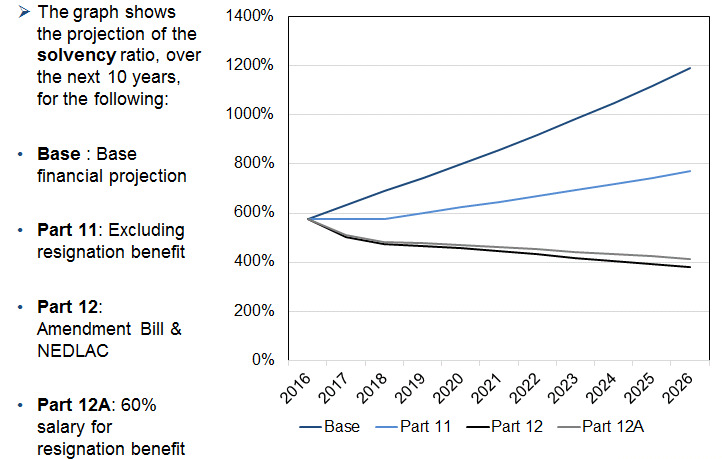 ➢ The graph shows
the projection of the
solvency ratio, over
the next 10 years,
for the following:
• Base : Base
financial projection
• Part 11: Excluding
resignation benefit
• Part 12:
Amendment Bill &
NEDLAC
• Part 12A: 60%
salary for
resignation benefit
1400%
1200%
1000%
800%
600%
400%
200%
0%
2016 2017 2018 2019 2020 2021 2022 2023 2024 2025 2026
Base Part 11 Part 12 Part 12A